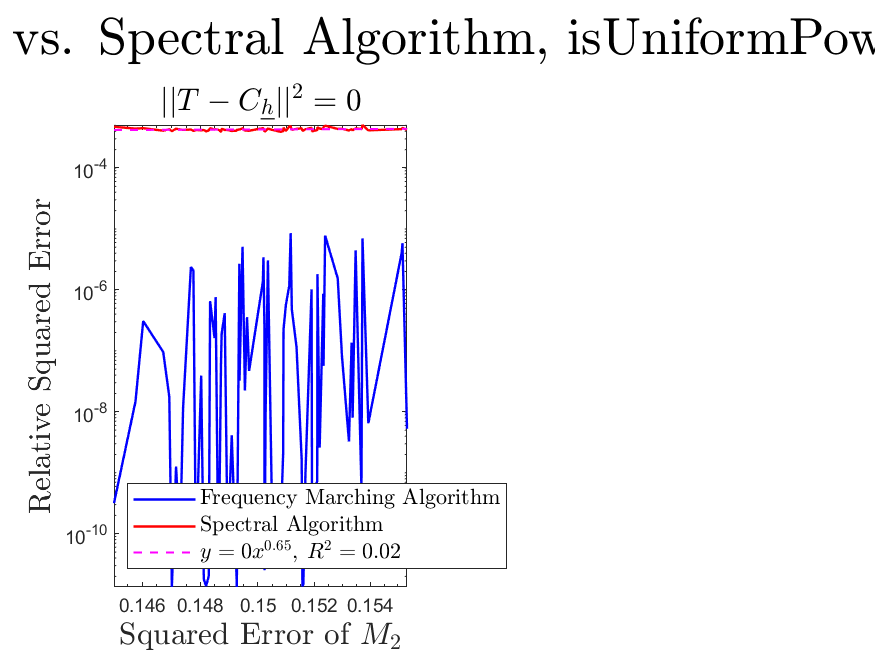 vs. Spectral Algorithm, isUniformPow
||T − C_h||² = 0
Relative Squared Error
10⁻⁴
10⁻⁶
10⁻⁸
10⁻¹⁰
Frequency Marching Algorithm
Spectral Algorithm
y = 0x^0.65, R² = 0.02
0.146 0.148 0.15 0.152 0.154
Squared Error of M₂